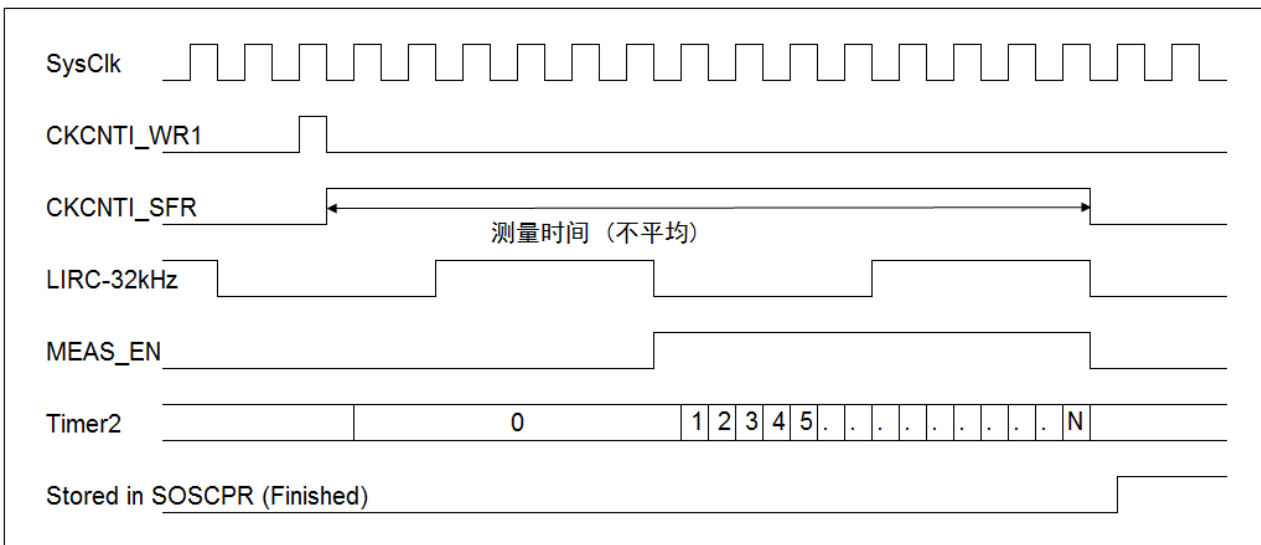 SysClk
CKCNTI_WR1
CKCNTI_SFR
测量时间 (不平均)
LIRC-32kHz
MEAS_EN
Timer2 0 1 2 3 4 5 . . . . . . . . . N
Stored in SOSCPR (Finished)